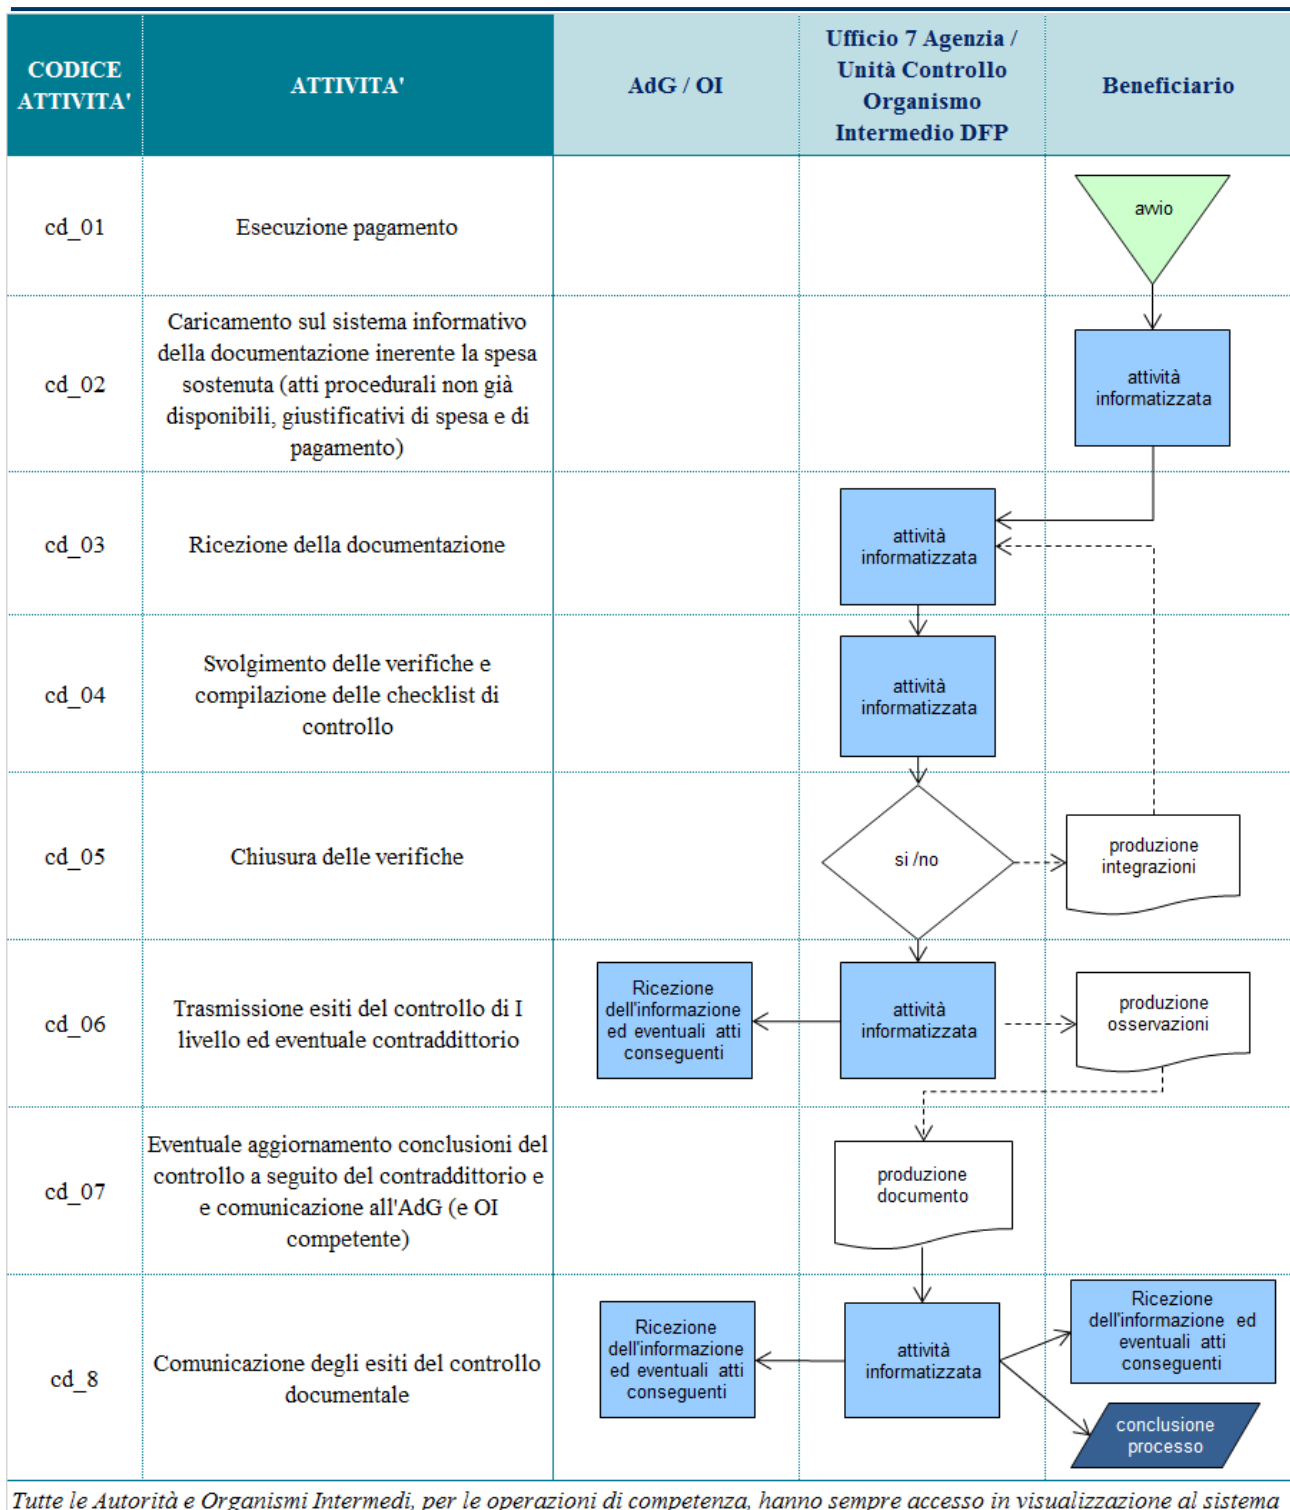 CODICE
ATTIVITA'
ATTIVITA'
AdG / OI
Ufficio 7 Agenzia /
Unità Controllo
Organismo
Intermedio DFP
Beneficiario
cd_01
Esecuzione pagamento
avvio
cd_02
Caricamento sul sistema informativo
della documentazione inerente la spesa
sostenuta (atti procedurali non già
disponibili, giustificativi di spesa e di
pagamento)
attività
informatizzata
cd_03
Ricezione della documentazione
attività
informatizzata
cd_04
Svolgimento delle verifiche e
compilazione delle checklist di
controllo
attività
informatizzata
cd_05
Chiusura delle verifiche
si /no
produzione
integrazioni
cd_06
Trasmissione esiti del controllo di I
livello ed eventuale contraddittorio
Ricezione
dell'informazione
ed eventuali atti
conseguenti
attività
informatizzata
produzione
osservazioni
cd_07
Eventuale aggiornamento conclusioni del
controllo a seguito del contraddittorio e
e comunicazione all'AdG (e OI
competente)
produzione
documento
cd_8
Comunicazione degli esiti del controllo
documentale
Ricezione
dell'informazione
ed eventuali atti
conseguenti
attività
informatizzata
Ricezione
dell'informazione ed
eventuali atti
conseguenti
conclusione
processo
Tutte le Autorità e Organismi Intermedi, per le operazioni di competenza, hanno sempre accesso in visualizzazione al sistema